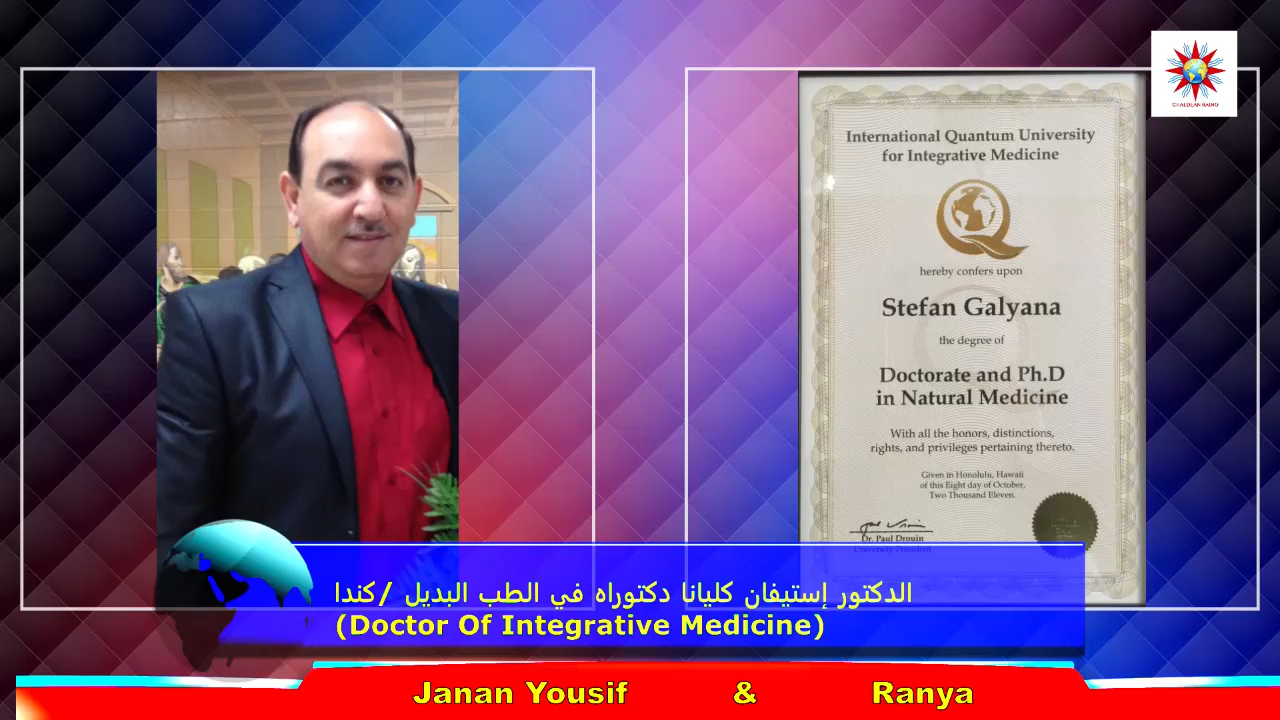 CHALDEAN RADIO
International Quantum University
for Integrative Medicine
hereby confers upon
Stefan Galyana
the degree of
Doctorate and Ph.D
in Natural Medicine
With all the honors, distinctions,
rights, and privileges pertaining thereto.
Given in Honolulu, Hawaii
of this Eight day of October,
Two Thousand Eleven.
Dr. Paul Drouin
University President
الدكتور إستيفان كليانا دكتوراه في الطب البديل /كندا
(Doctor Of Integrative Medicine)
Janan Yousif & Ranya